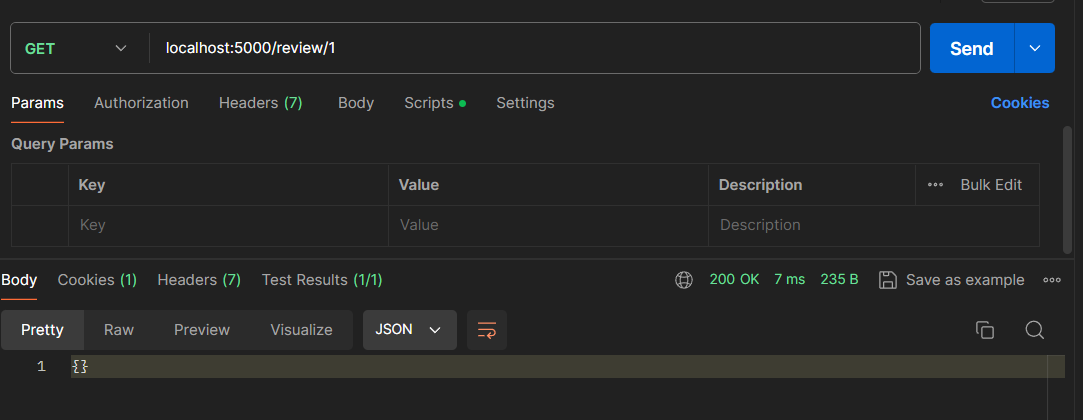 GET localhost:5000/review/1 Send
Params Authorization Headers (7) Body Scripts Settings Cookies
Query Params
Key Value Description ••• Bulk Edit
Key Value Description
Body Cookies (1) Headers (7) Test Results (1/1) 200 OK 7 ms 235 B Save as example •••
Pretty Raw Preview Visualize JSON
1 {}